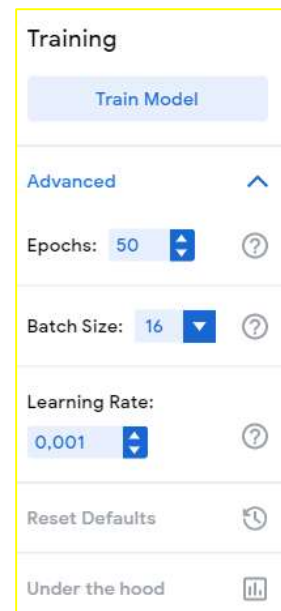 Training
Train Model
Advanced
Epochs: 50
Batch Size: 16
Learning Rate:
0,001
Reset Defaults
Under the hood